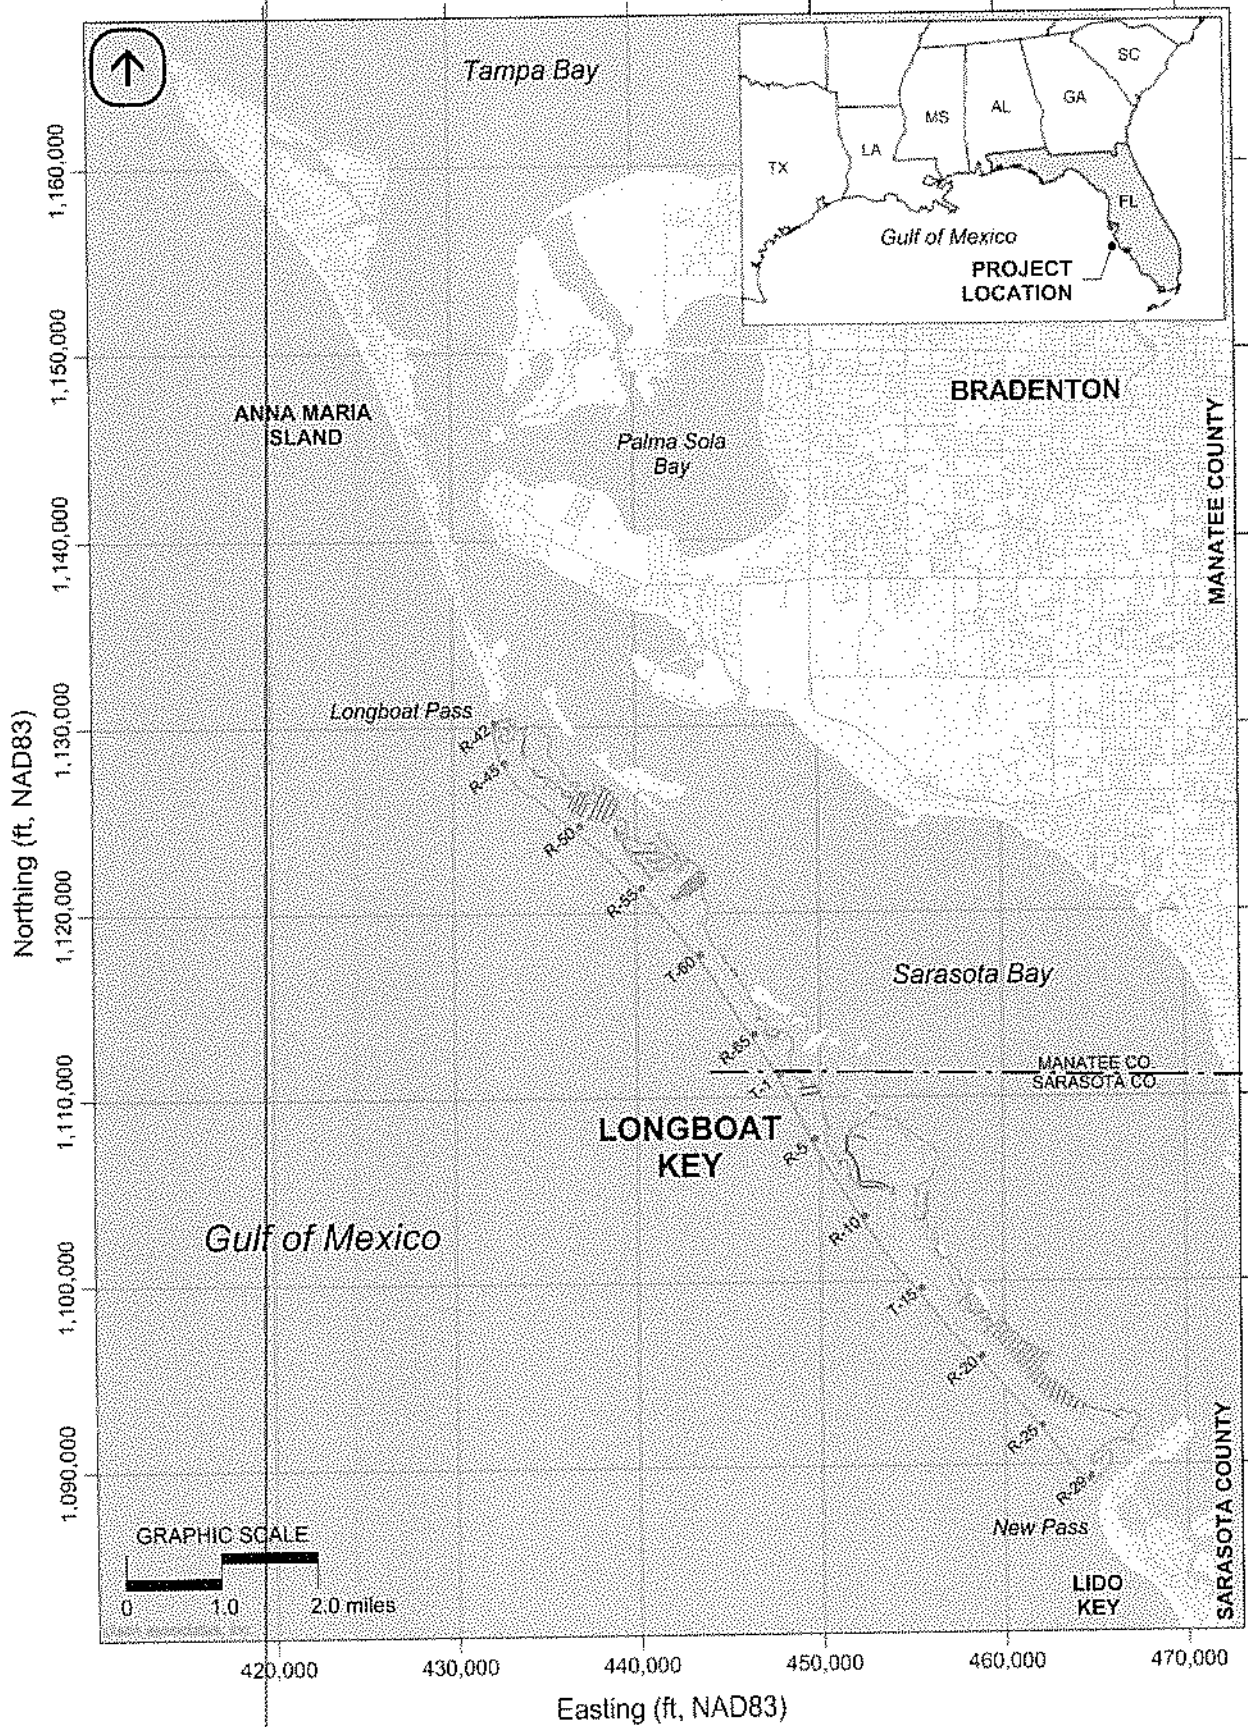 Tampa Bay
SC
GA
AL
MS
LA
TX
FL
Gulf of Mexico
PROJECT
LOCATION
BRADENTON
MANATEE COUNTY
ANNA MARIA
ISLAND
Palma Sola
Bay
Longboat Pass
R-42
R-45
R-50
R-55
T-60
R-65
Sarasota Bay
MANATEE CO
SARASOTA CO
T-1
LONGBOAT
KEY
R-5
R-10
Gulf of Mexico
T-15
R-20
R-25
R-29
New Pass
LIDO
KEY
SARASOTA COUNTY
GRAPHIC SCALE
0 1.0 2.0 miles
Northing (ft, NAD83)
1,160,000
1,150,000
1,140,000
1,130,000
1,120,000
1,110,000
1,100,000
1,090,000
420,000 430,000 440,000 450,000 460,000 470,000
Easting (ft, NAD83)